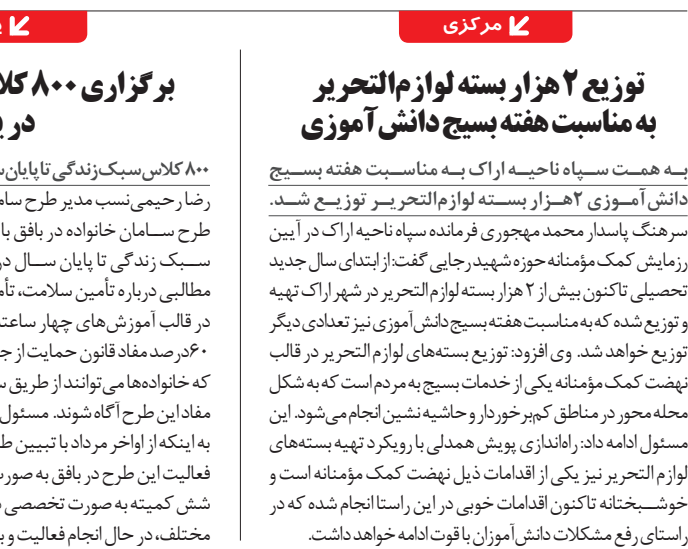 مرکزی
توزیع ۲ هزار بسته لوازم‌التحریر
به مناسبت هفته بسیج دانش‌آموزی
به همت سپاه ناحیه اراک به مناسبت هفته بسیج
دانش‌آموزی ۲هزار بسته لوازم‌التحریر توزیع شد.
سرهنگ پاسدار محمد مهجوری فرمانده سپاه ناحیه اراک در آیین
رزمایش کمک مؤمنانه حوزه شهید رجایی گفت: از ابتدای سال جدید
تحصیلی تاکنون بیش از ۲ هزار بسته لوازم التحریر در شهر اراک تهیه
و توزیع شده که به مناسبت هفته بسیج دانش‌آموزی نیز تعدادی دیگر
توزیع خواهد شد. وی افزود: توزیع بسته‌های لوازم التحریر در قالب
نهضت کمک مؤمنانه یکی از خدمات بسیج به مردم است که به شکل
محله محور در مناطق کم‌برخوردار و حاشیه نشین انجام می‌شود. این
مسئول ادامه داد: راه‌اندازی پویش همدلی با رویکرد تهیه بسته‌های
لوازم التحریر نیز یکی از اقدامات ذیل نهضت کمک مؤمنانه است و
خوشبختانه تاکنون اقدامات خوبی در این راستا انجام شده که در
راستای رفع مشکلات دانش‌آموزان با قوت ادامه خواهد داشت.
برگزاری ۸۰۰
در
۸۰۰ کلاس سبک زندگی تا پایان
رضا رحیمی‌نسب مدیر طرح
طرح سامان خانواده در بافق با
سبک زندگی تا پایان سال در
مطالبی درباره تأمین سلامت،
در قالب آموزش‌های چهار
۶۰درصد مفاد قانون حمایت از
که خانواده‌ها می‌توانند از طریق
مفاد این طرح آگاه شوند. مسئول
به اینکه از اواخر مرداد با تبیین
فعالیت این طرح در بافق به
شش کمیته به صورت تخصصی
مختلف، در حال انجام فعالیت و